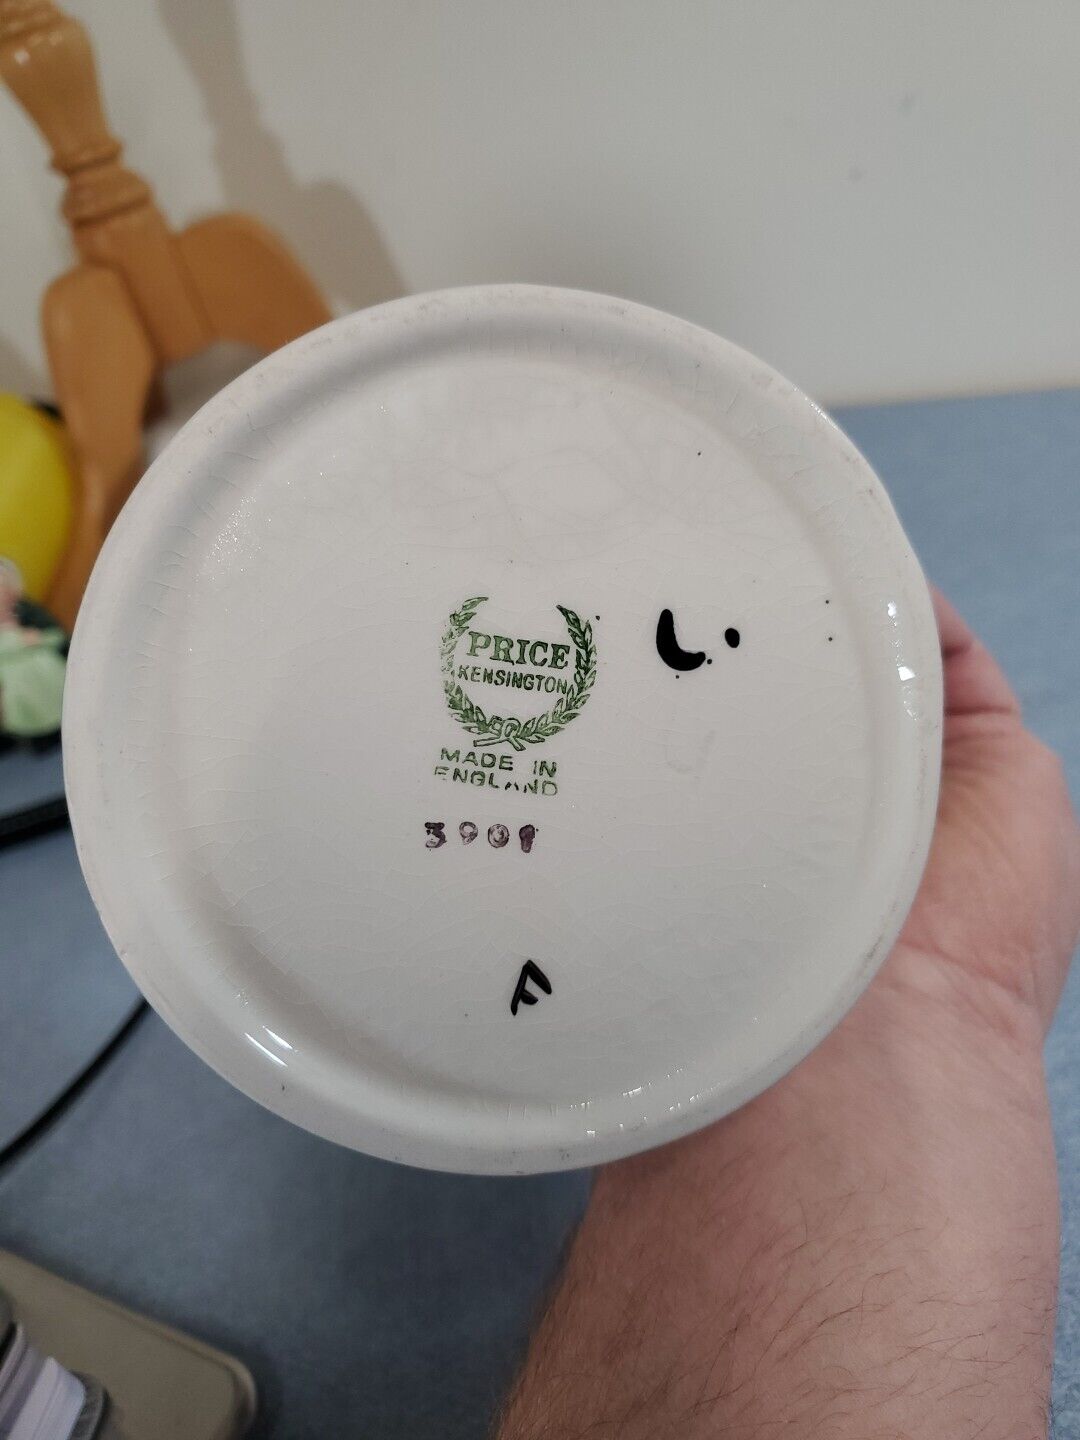 PRICE
KENSINGTON
MADE IN
ENGLAND
3901
L.
F